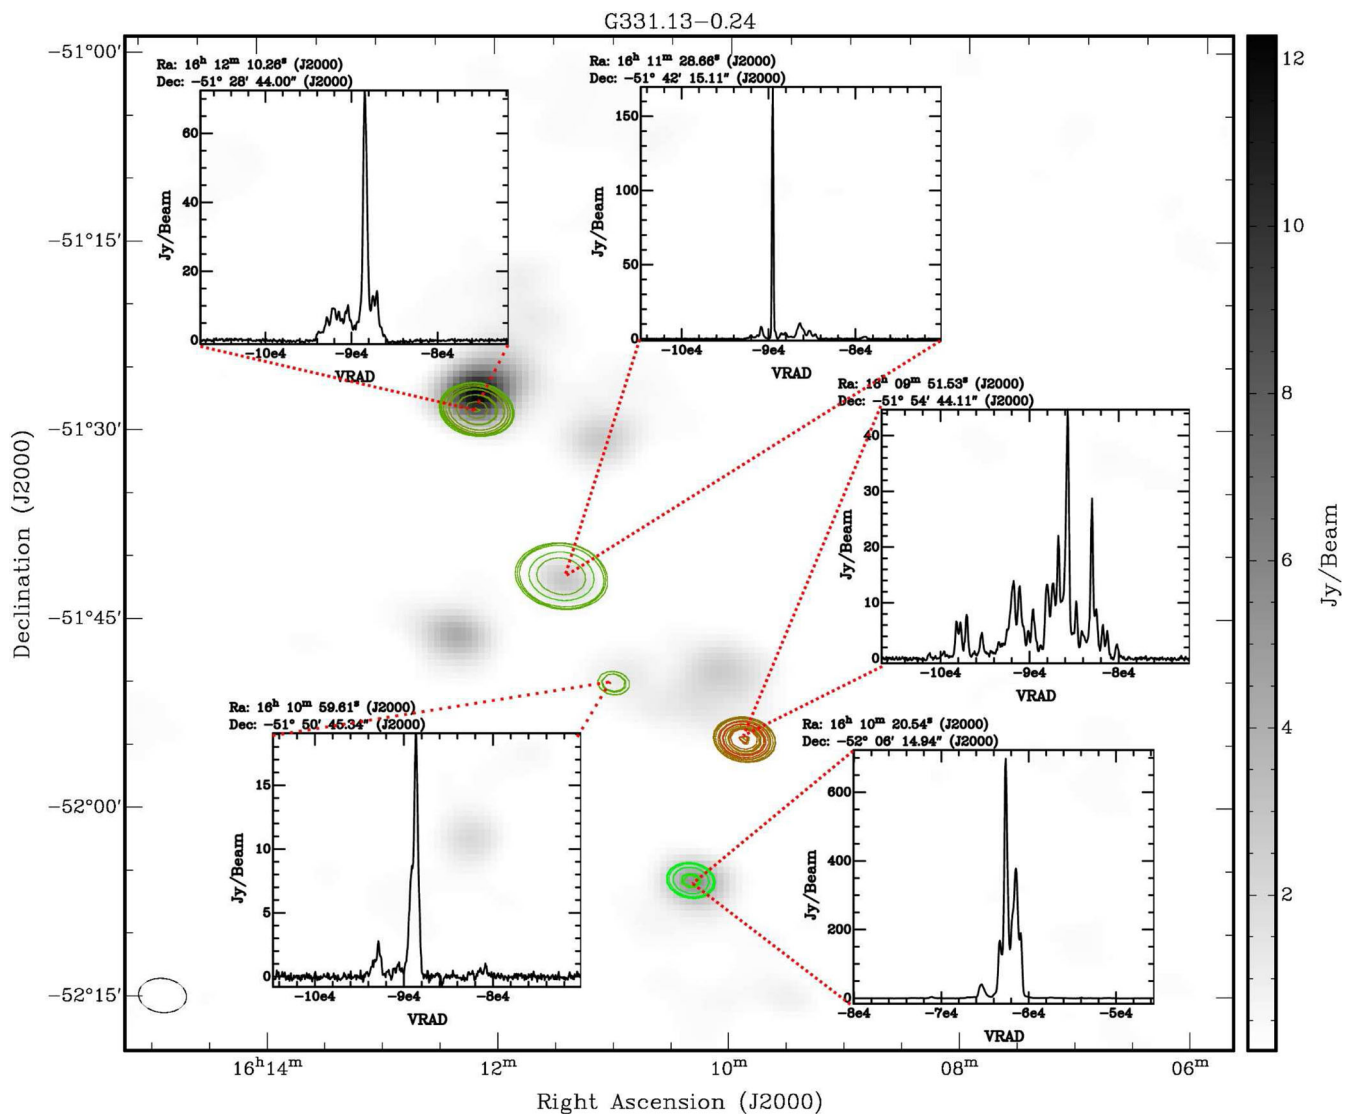 G331.13−0.24
−51°00′
−51°15′
−51°30′
−51°45′
−52°00′
−52°15′
Declination (J2000)
16ʰ14ᵐ
12ᵐ
10ᵐ
08ᵐ
06ᵐ
Right Ascension (J2000)
12
10
8
6
4
2
Jy/Beam
Ra: 16ʰ 12ᵐ 10.26ˢ (J2000)
Dec: −51° 28′ 44.00″ (J2000)
60
40
20
0
Jy/Beam
−10e4
−9e4
−8e4
VRAD
Ra: 16ʰ 11ᵐ 28.66ˢ (J2000)
Dec: −51° 42′ 15.11″ (J2000)
150
100
50
0
Jy/Beam
−10e4
−9e4
−8e4
VRAD
Ra: 16ʰ 09ᵐ 51.53ˢ (J2000)
Dec: −51° 54′ 44.11″ (J2000)
40
30
20
10
0
Jy/Beam
−10e4
−9e4
−8e4
VRAD
Ra: 16ʰ 10ᵐ 59.61ˢ (J2000)
Dec: −51° 50′ 45.34″ (J2000)
15
10
5
0
Jy/Beam
−10e4
−9e4
−8e4
VRAD
Ra: 16ʰ 10ᵐ 20.54ˢ (J2000)
Dec: −52° 06′ 14.94″ (J2000)
600
400
200
0
Jy/Beam
−8e4
−7e4
−6e4
−5e4
VRAD